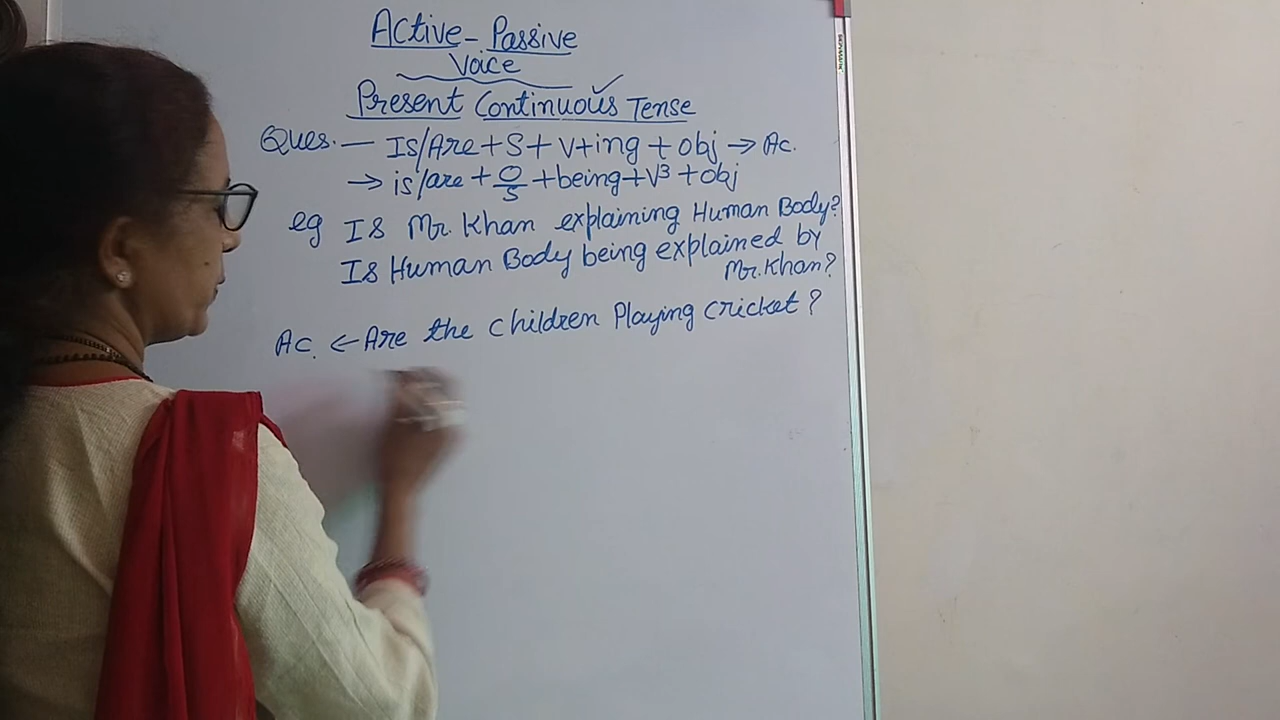 Active - Passive
Voice
Present Continuous Tense
Ques. — Is/Are + S + V+ing + obj → Ac.
→ is/are + O/S + being + V³ + obj
eg Is Mr. Khan explaining Human Body?
Is Human Body being explained by
Mr. Khan?
Ac. ← Are the children Playing cricket?